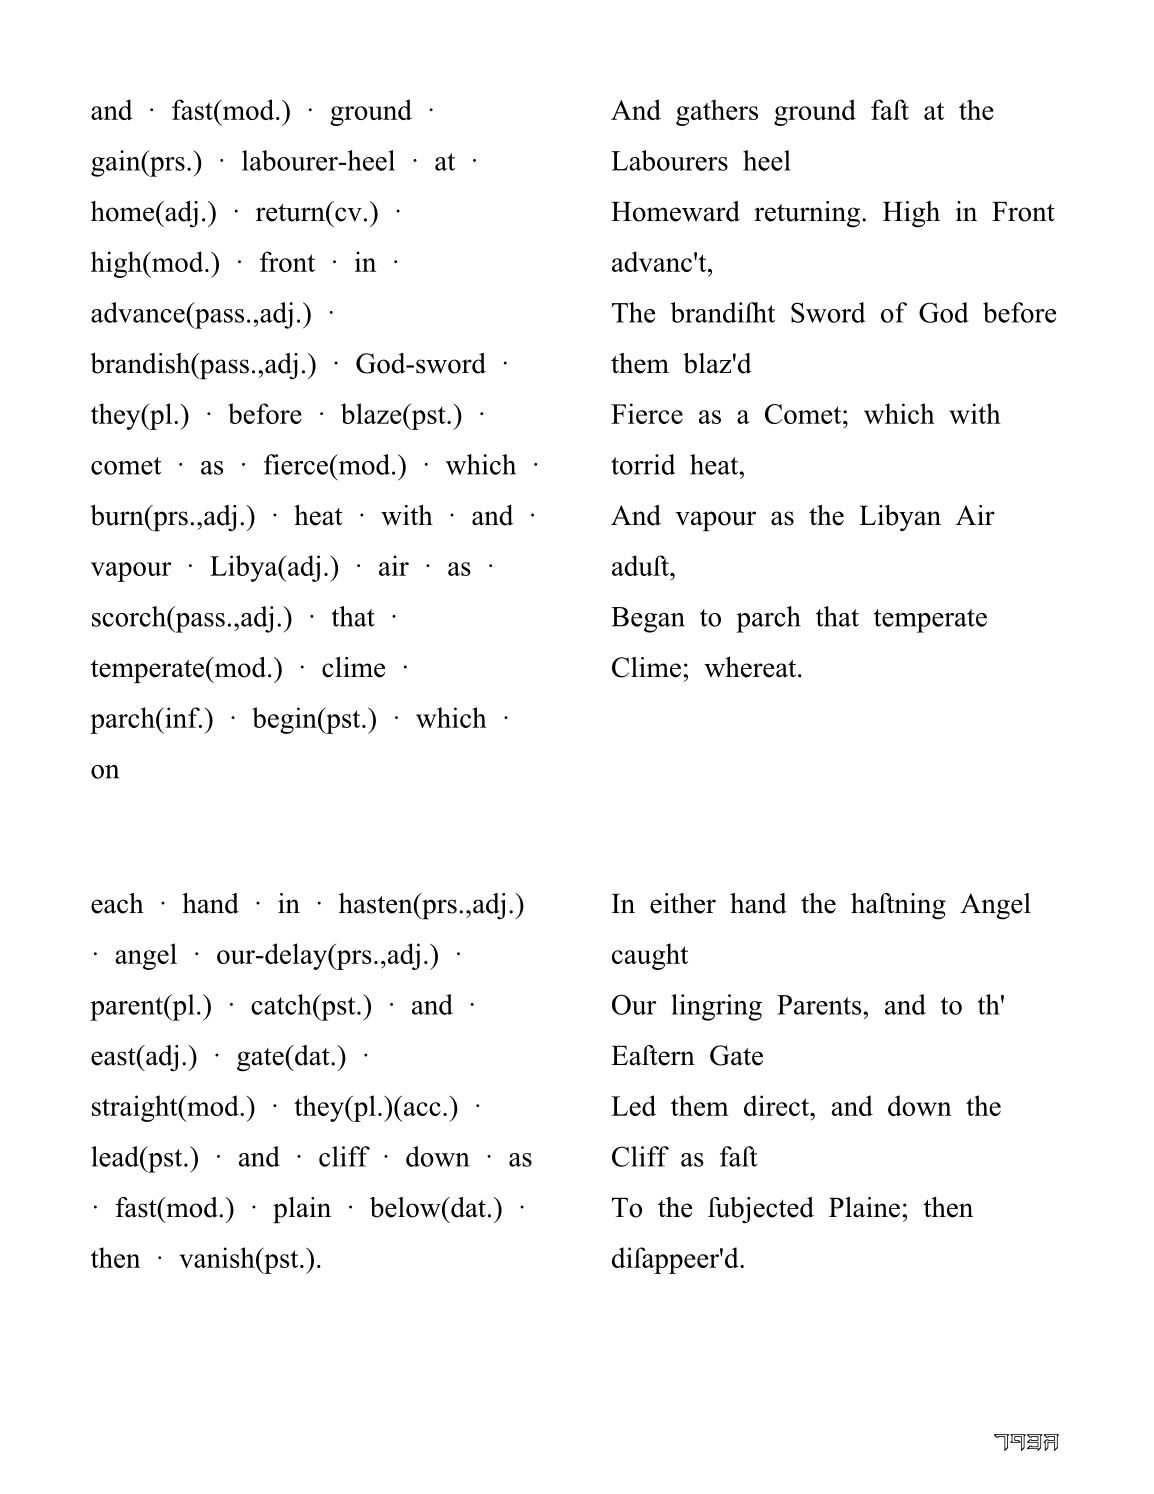 and · fast(mod.) · ground ·
gain(prs.) · labourer-heel · at ·
home(adj.) · return(cv.) ·
high(mod.) · front · in ·
advance(pass.,adj.) ·
brandish(pass.,adj.) · God-sword ·
they(pl.) · before · blaze(pst.) ·
comet · as · fierce(mod.) · which ·
burn(prs.,adj.) · heat · with · and ·
vapour · Libya(adj.) · air · as ·
scorch(pass.,adj.) · that ·
temperate(mod.) · clime ·
parch(inf.) · begin(pst.) · which ·
on
And gathers ground faſt at the
Labourers heel
Homeward returning. High in Front
advanc't,
The brandiſht Sword of God before
them blaz'd
Fierce as a Comet; which with
torrid heat,
And vapour as the Libyan Air
aduſt,
Began to parch that temperate
Clime; whereat.
each · hand · in · hasten(prs.,adj.)
· angel · our-delay(prs.,adj.) ·
parent(pl.) · catch(pst.) · and ·
east(adj.) · gate(dat.) ·
straight(mod.) · they(pl.)(acc.) ·
lead(pst.) · and · cliff · down · as
· fast(mod.) · plain · below(dat.) ·
then · vanish(pst.).
In either hand the haſtning Angel
caught
Our lingring Parents, and to th'
Eaſtern Gate
Led them direct, and down the
Cliff as faſt
To the ſubjected Plaine; then
diſappeer'd.